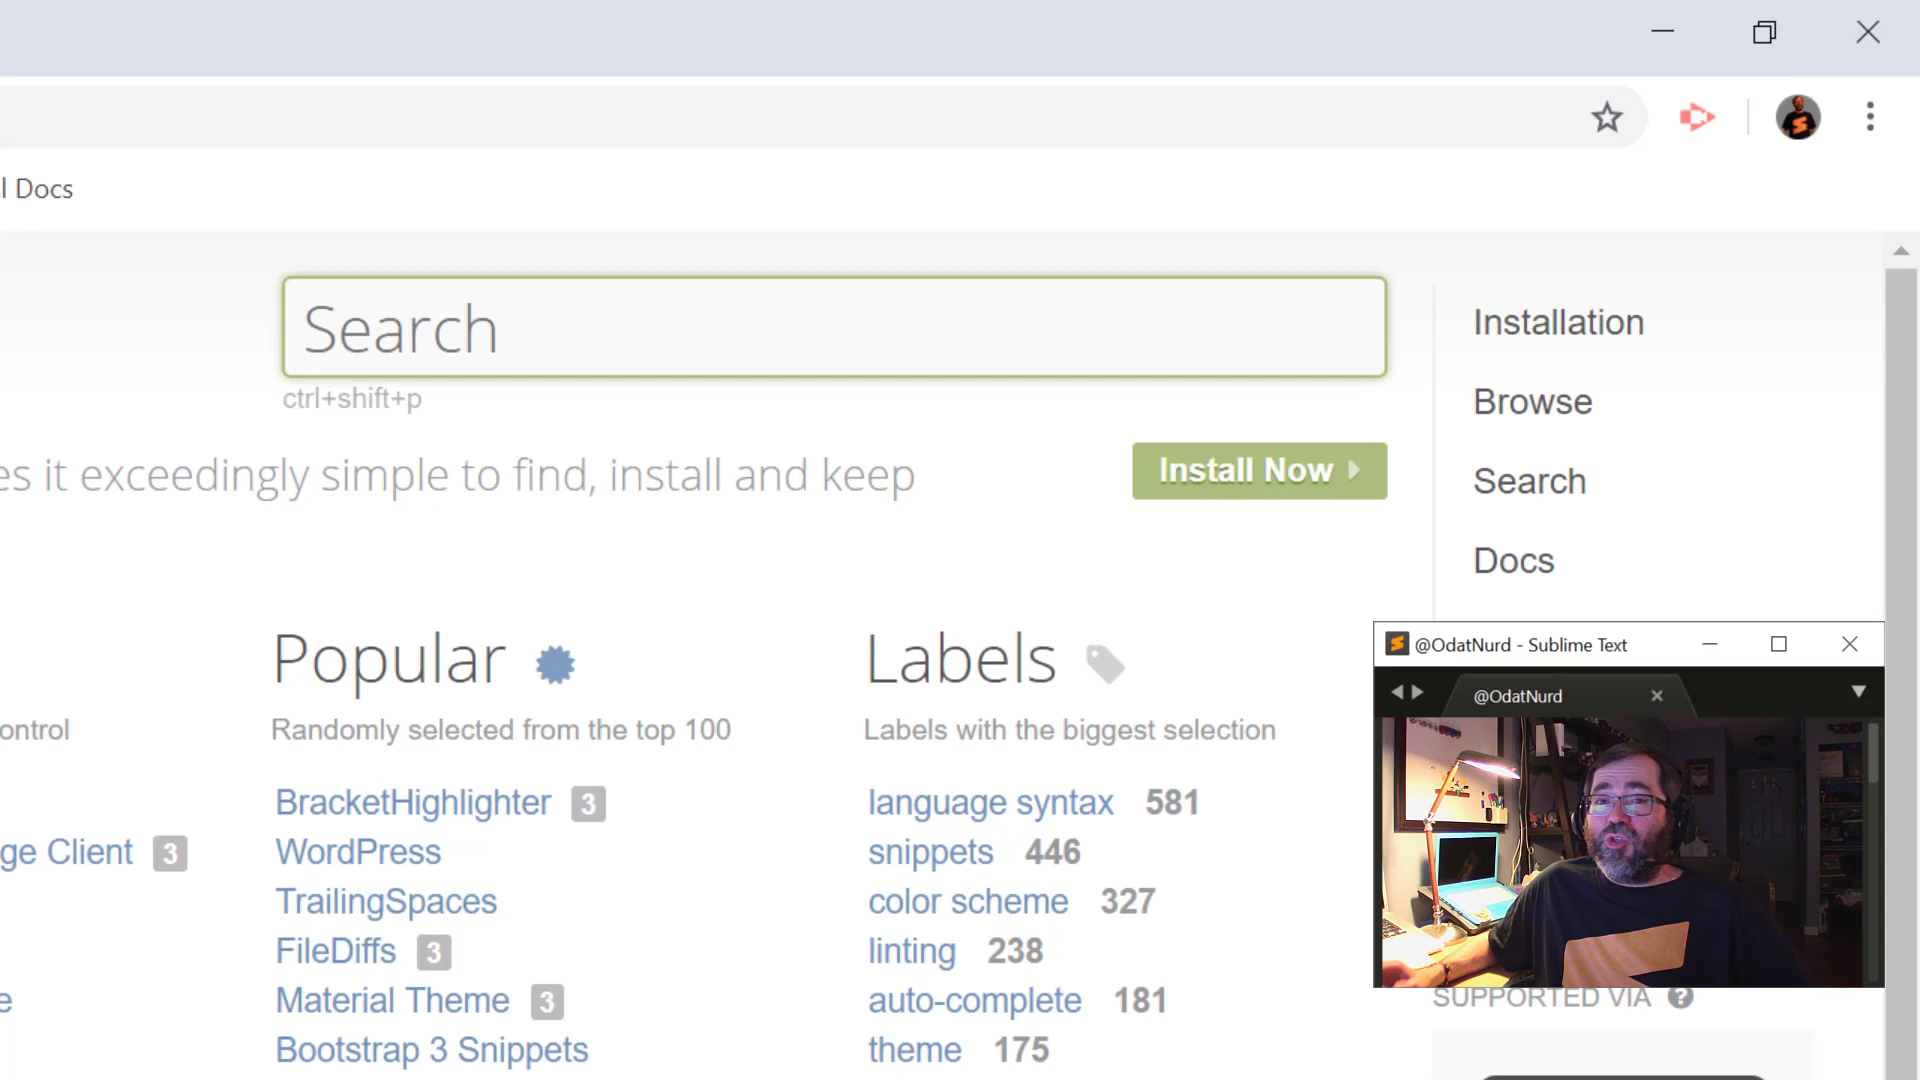 l Docs
Search
ctrl+shift+p
es it exceedingly simple to find, install and keep
Install Now
Installation
Browse
Search
Docs
Popular
Randomly selected from the top 100
BracketHighlighter 3
WordPress
TrailingSpaces
FileDiffs 3
Material Theme 3
Bootstrap 3 Snippets
Labels
Labels with the biggest selection
language syntax 581
snippets 446
color scheme 327
linting 238
auto-complete 181
theme 175
ontrol
ge Client 3
e
@OdatNurd - Sublime Text
@OdatNurd
SUPPORTED VIA ?